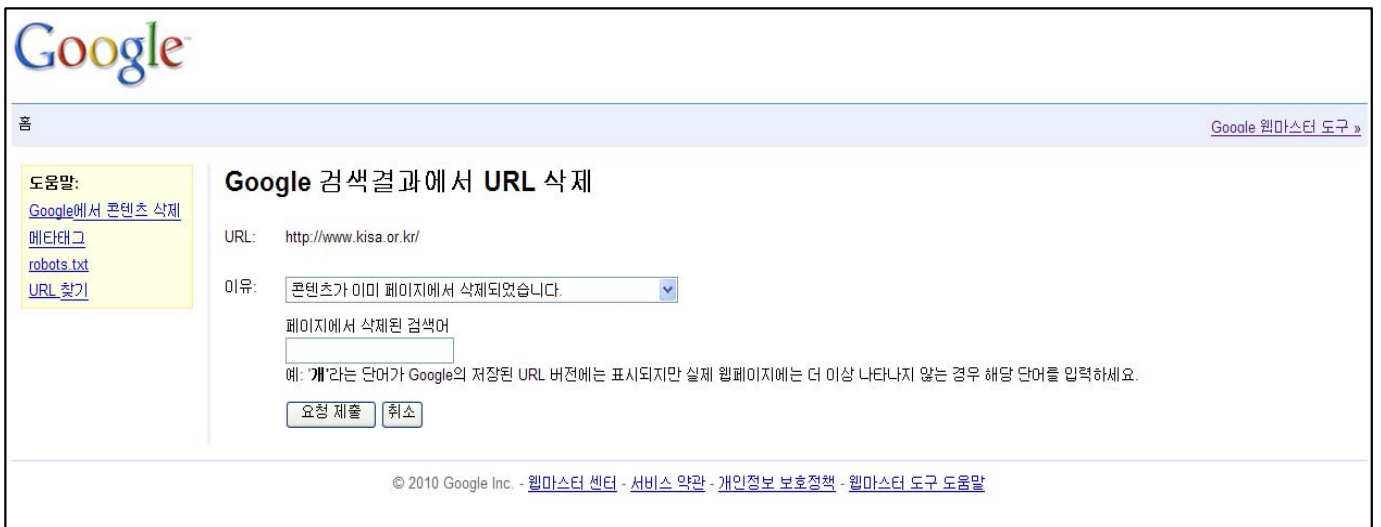 Google™
홈
Google 웹마스터 도구 »
도움말:
Google에서 콘텐츠 삭제
메타태그
robots.txt
URL 찾기
Google 검색결과에서 URL 삭제
URL: http://www.kisa.or.kr/
이유: 콘텐츠가 이미 페이지에서 삭제되었습니다.
페이지에서 삭제된 검색어
예: '개'라는 단어가 Google의 저장된 URL 버전에는 표시되지만 실제 웹페이지에는 더 이상 나타나지 않는 경우 해당 단어를 입력하세요.
요청 제출 취소
© 2010 Google Inc. - 웹마스터 센터 - 서비스 약관 - 개인정보 보호정책 - 웹마스터 도구 도움말